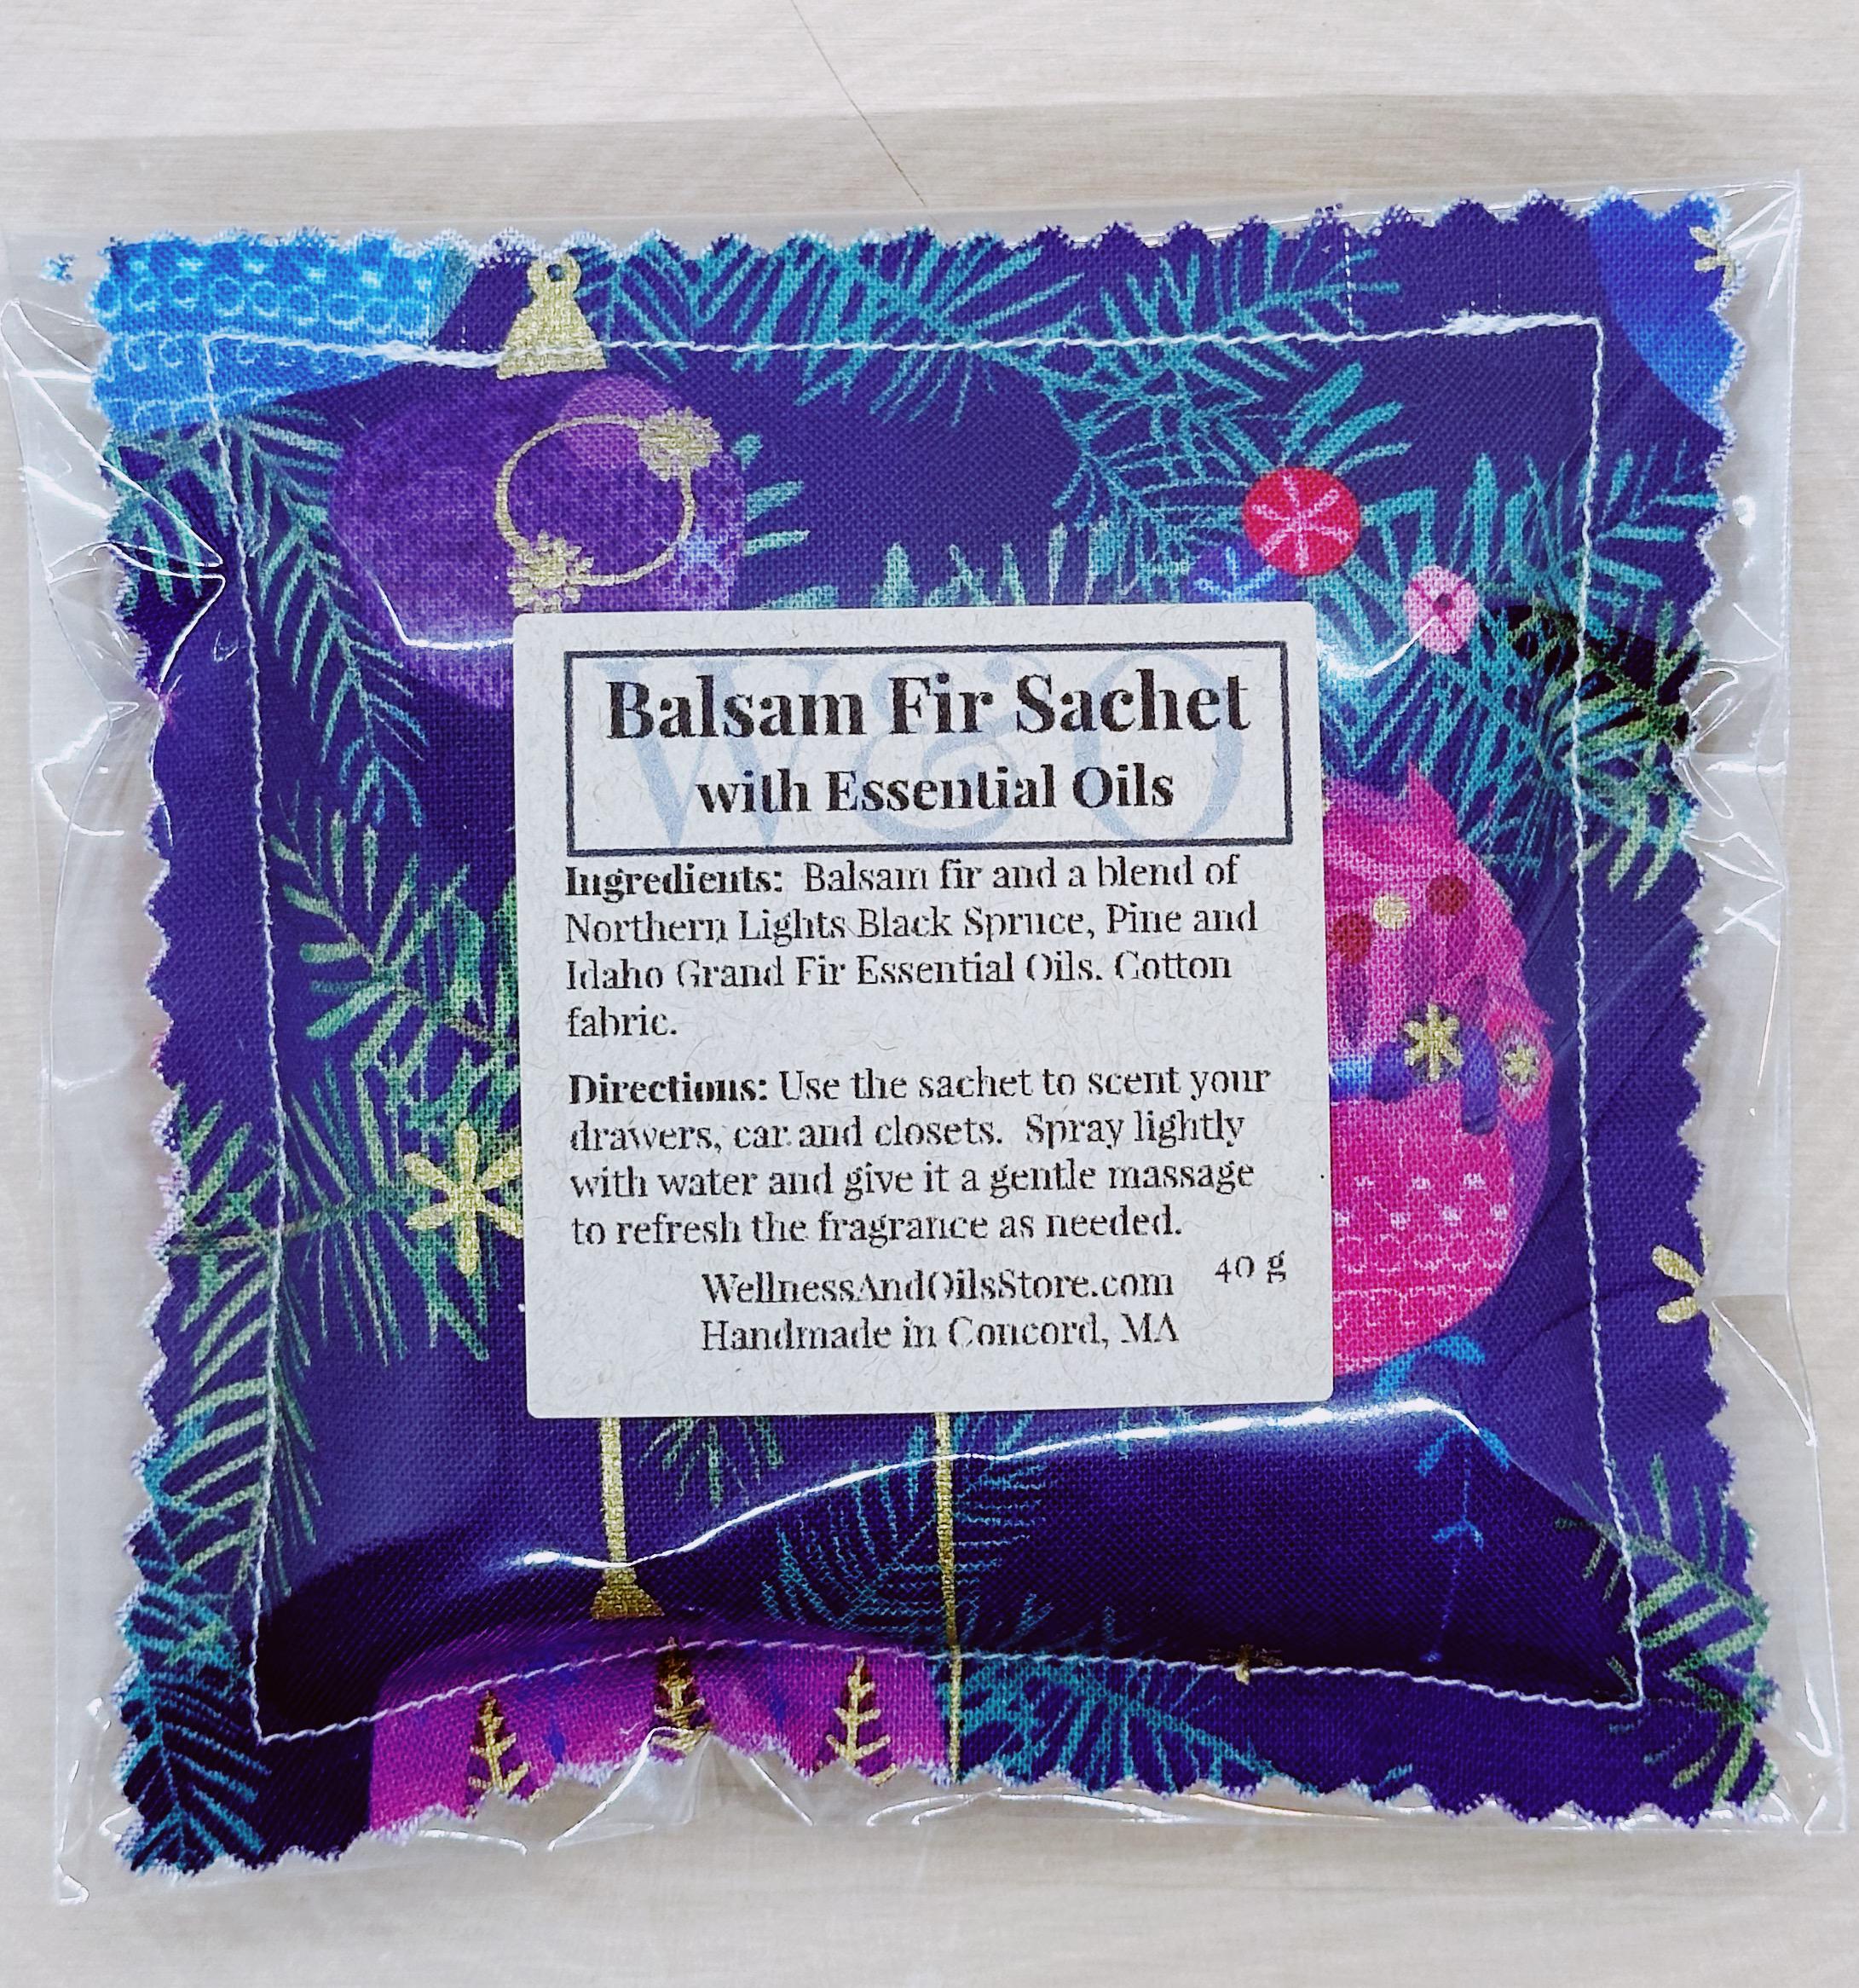 W&O
Balsam Fir Sachet
with Essential Oils
Ingredients: Balsam fir and a blend of
Northern Lights Black Spruce, Pine and
Idaho Grand Fir Essential Oils. Cotton
fabric.
Directions: Use the sachet to scent your
drawers, car and closets. Spray lightly
with water and give it a gentle massage
to refresh the fragrance as needed.
40 g
WellnessAndOilsStore.com
Handmade in Concord, MA